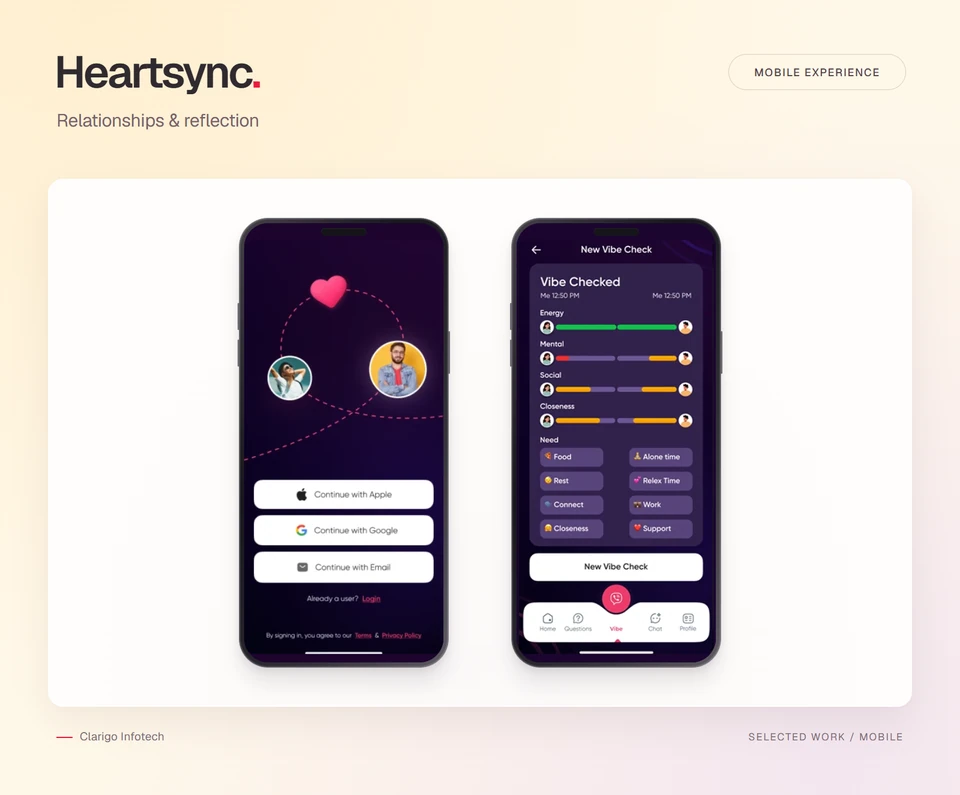 Heartsync.
MOBILE EXPERIENCE
Relationships & reflection
Continue with Apple
Continue with Google
Continue with Email
Already a user? Login
By signing in, you agree to our Terms & Privacy Policy
New Vibe Check
Vibe Checked
Me 12:50 PM Me 12:50 PM
Energy
Mental
Social
Closeness
Need
Food Alone time
Rest Relex Time
Connect Work
Closeness Support
New Vibe Check
Home Questions Vibe Chat Profile
Clarigo Infotech
SELECTED WORK / MOBILE